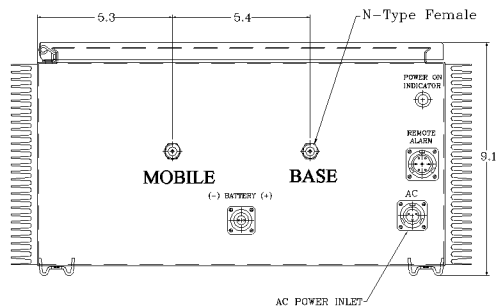 5.3
5.4
N-Type Female
POWER ON
INDICATOR
REMOTE
ALARM
9.1
MOBILE
BASE
(-) BATTERY (+)
AC
AC POWER INLET